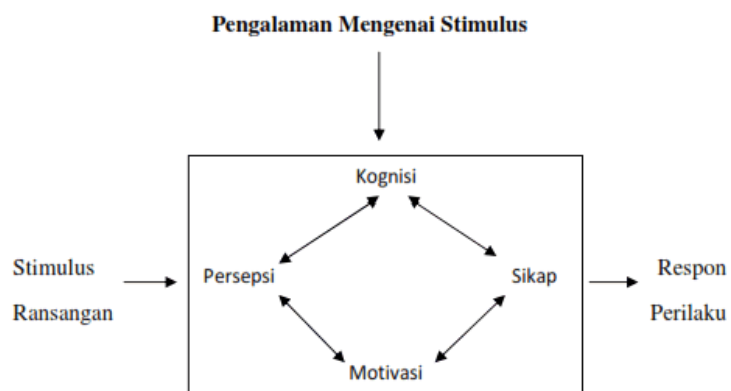 Pengalaman Mengenai Stimulus
Kognisi
Stimulus
Ransangan
Persepsi
Sikap
Respon
Perilaku
Motivasi